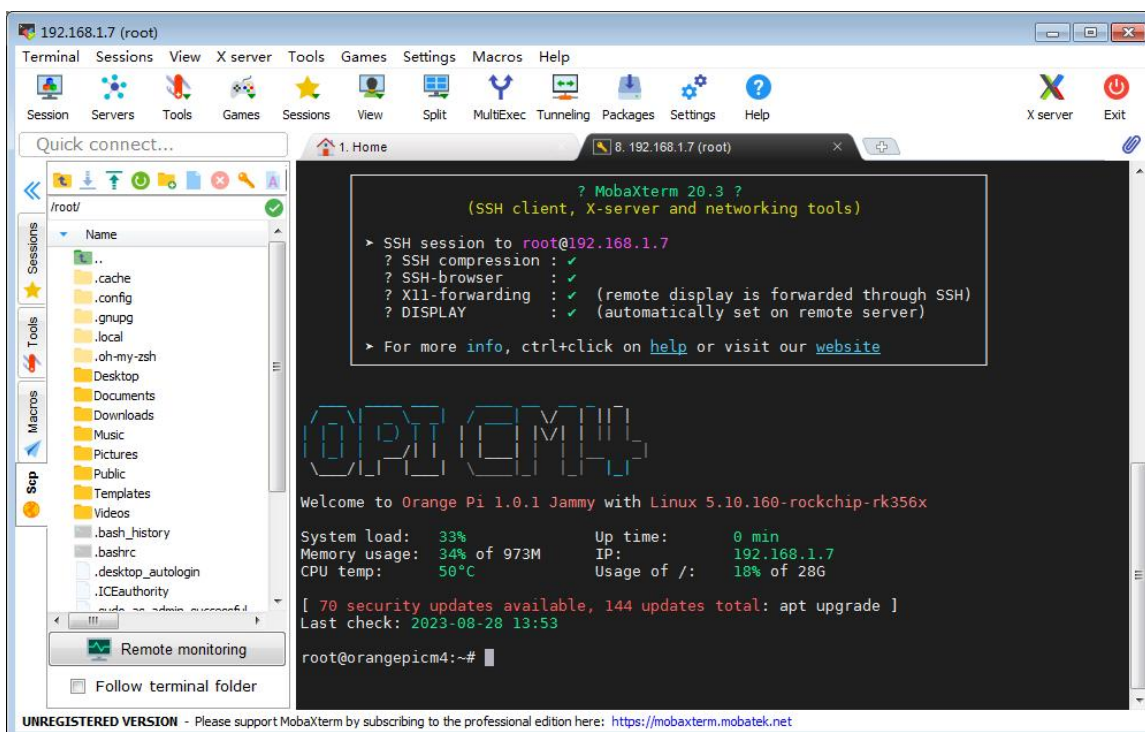 192.168.1.7 (root)
Terminal Sessions View X server Tools Games Settings Macros Help
Session Servers Tools Games Sessions View Split MultiExec Tunneling Packages Settings Help X server Exit
Quick connect...
1. Home
8. 192.168.1.7 (root)
/root/
Name
..
.cache
.config
.gnupg
.local
.oh-my-zsh
Desktop
Documents
Downloads
Music
Pictures
Public
Templates
Videos
.bash_history
.bashrc
.desktop_autologin
.ICEauthority
Sessions
Tools
Macros
Scp
Remote monitoring
Follow terminal folder
? MobaXterm 20.3 ?
(SSH client, X-server and networking tools)
➤ SSH session to root@192.168.1.7
? SSH compression : ✔
? SSH-browser : ✔
? X11-forwarding : ✔ (remote display is forwarded through SSH)
? DISPLAY : ✔ (automatically set on remote server)
➤ For more info, ctrl+click on help or visit our website
OPI CM4
Welcome to Orange Pi 1.0.1 Jammy with Linux 5.10.160-rockchip-rk356x
System load: 33% Up time: 0 min
Memory usage: 34% of 973M IP: 192.168.1.7
CPU temp: 50°C Usage of /: 18% of 28G
[ 70 security updates available, 144 updates total: apt upgrade ]
Last check: 2023-08-28 13:53
root@orangepicm4:~#
UNREGISTERED VERSION - Please support MobaXterm by subscribing to the professional edition here: https://mobaxterm.mobatek.net